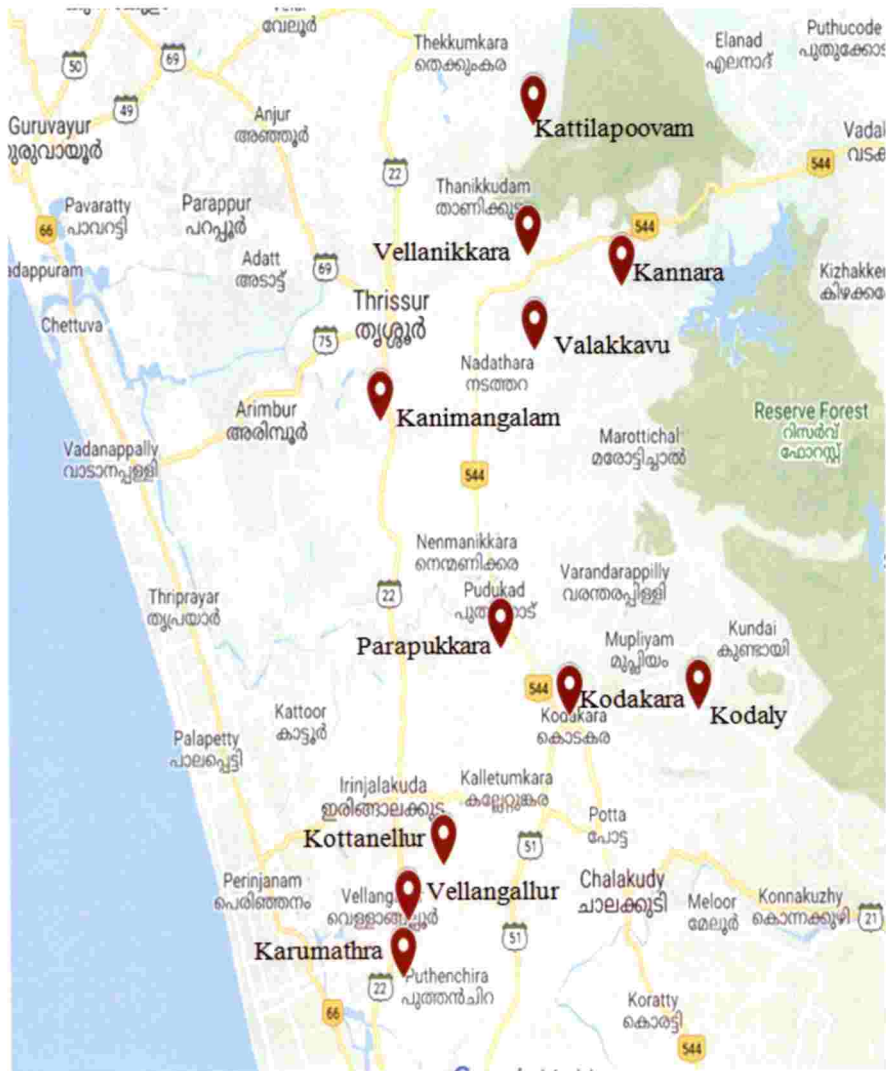 വേലൂർ
Thekkumkara
തെക്കുംകര
Elanad
എലനാട്
Puthucode
50
69
Anjur
അഞ്ഞൂർ
49
Guruvayur
Kattilapoovam
22
544
Thanikkudam
Pavaratty
പാവറട്ടി
Parappur
പറപ്പൂർ
66
544
Vellanikkara
Kannara
Adatt
അടാട്ട്
69
adappuram
Thrissur
തൃശ്ശൂർ
Chettuva
75
Valakkavu
Nadathara
നടത്തറ
Arimbur
അരിമ്പൂർ
Kanimangalam
Reserve Forest
റിസർവ്
ഫോറസ്റ്റ്
Marottichal
മരോട്ടിച്ചാൽ
Vadanappally
വാടാനപ്പള്ളി
544
Nenmanikkara
നെന്മണിക്കര
Varandarappilly
വരന്തരപ്പിള്ളി
Pudukad
22
Thriprayar
തൃപ്രയാർ
Parapukkara
Mupliyam
മുപ്ലിയം
Kundai
കുണ്ടായി
544
Kodakara
Kodaly
Kodakara
കൊടകര
Kattoor
കാട്ടൂർ
Palapetty
പാലപ്പെട്ടി
Irinjalakuda
Kalletumkara
കല്ലേറ്റുങ്കര
Potta
പോട്ട
Kottanellur
51
Perinjanam
പെരിഞ്ഞനം
Vellangallur
Chalakudy
ചാലക്കുടി
Meloor
മേലൂർ
Konnakuzhy
കൊന്നക്കുഴി
21
Karumathra
51
22
Puthenchira
പുത്തൻചിറ
66
Koratty
കൊരട്ടി
544